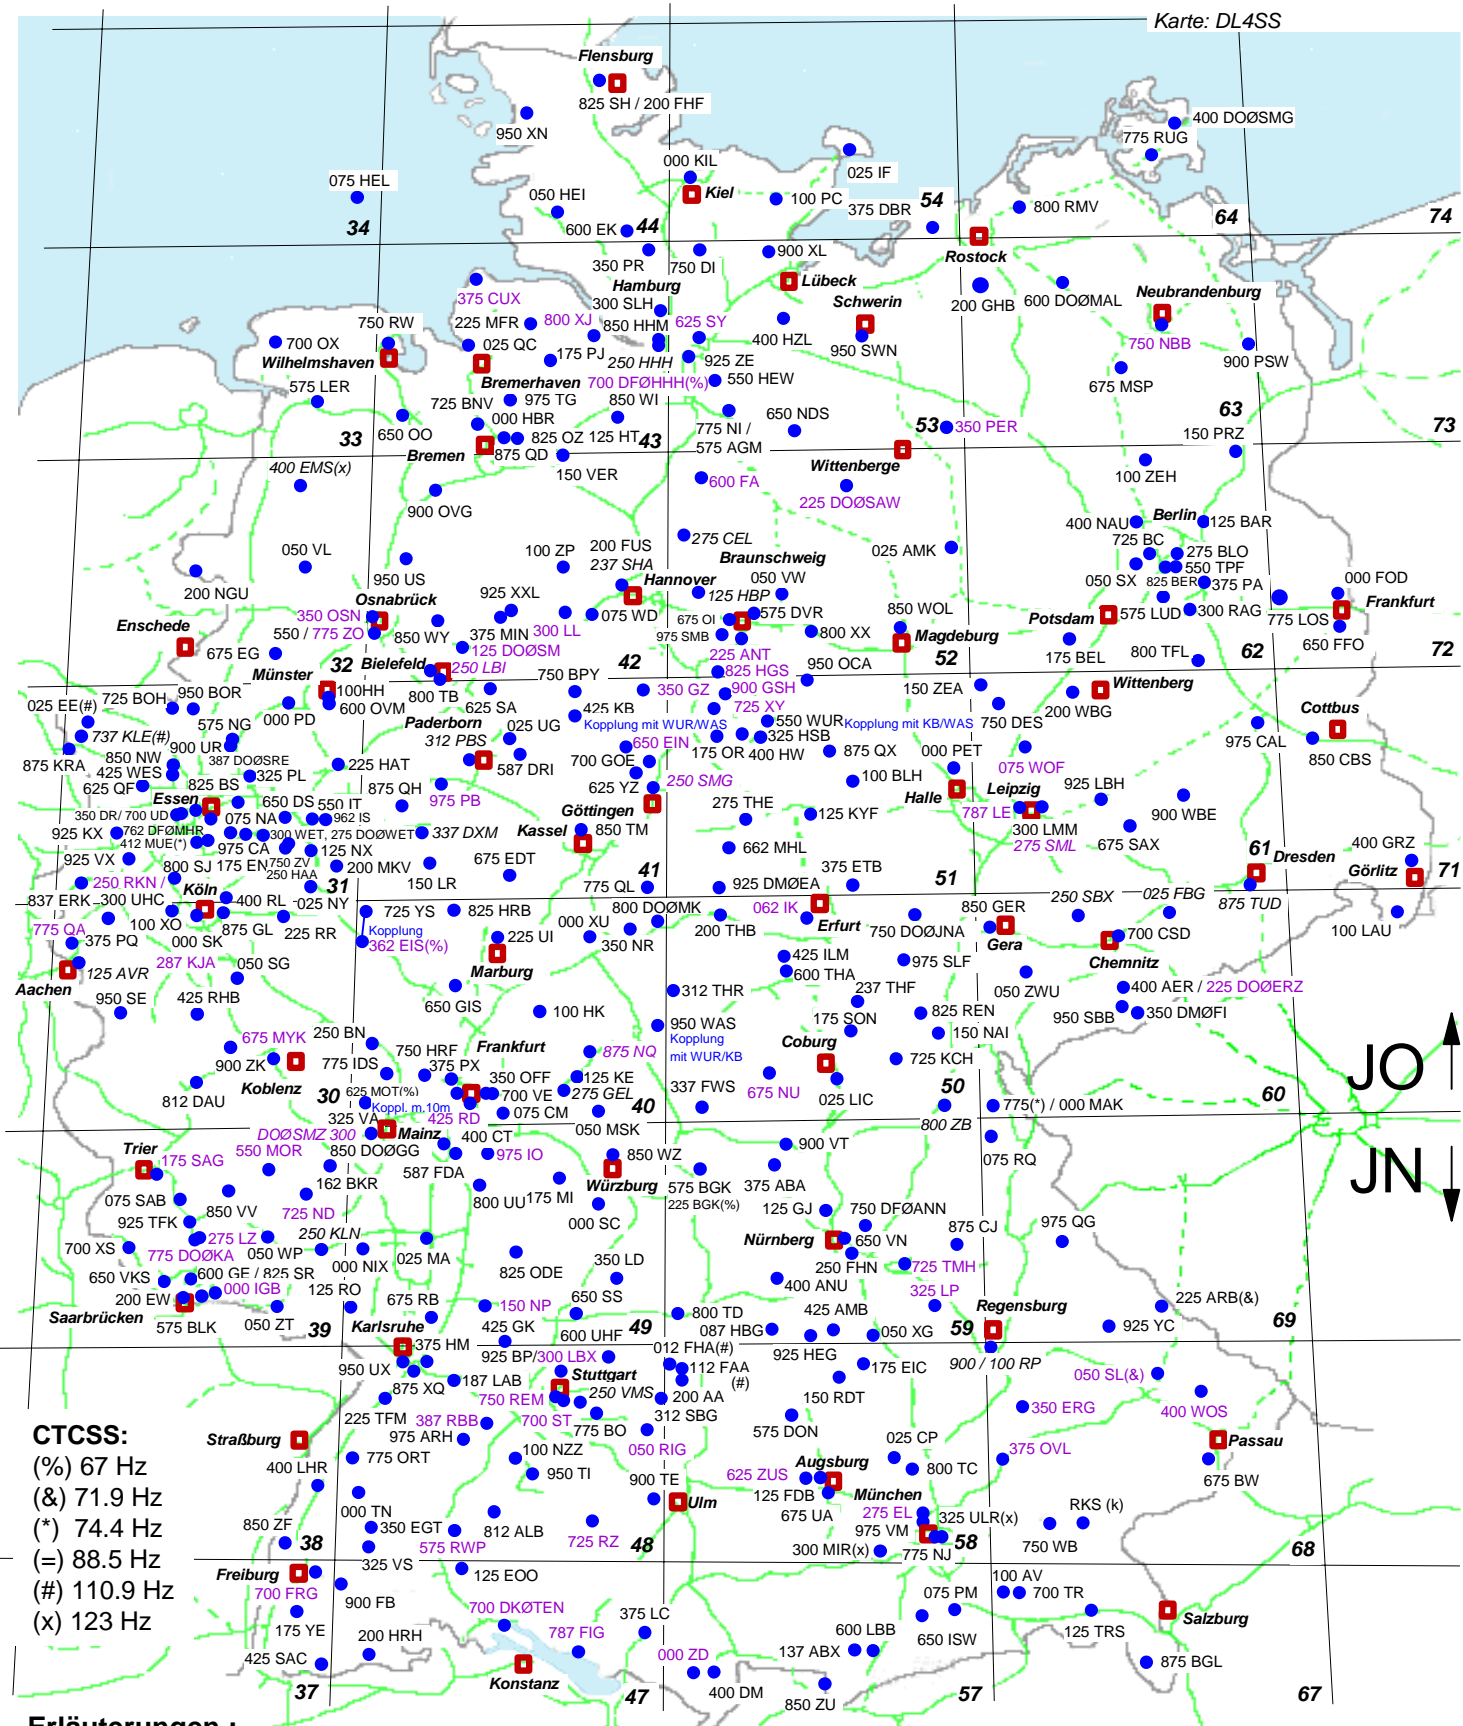 Karte: DL4SS
Flensburg
825 SH / 200 FHF
950 XN
400 DOØSMG
775 RUG
025 IF
000 KIL
Kiel
075 HEL
050 HEI
100 PC
375 DBR
54
800 RMV
64
74
34
600 EK
44
350 PR
750 DI
900 XL
Rostock
Hamburg
Lübeck
375 CUX
300 SLH
Schwerin
200 GHB
600 DOØMAL
Neubrandenburg
750 RW
225 MFR
800 XJ
850 HHM
625 SY
400 HZL
950 SWN
750 NBB
700 OX
025 QC
175 PJ
250 HHH
925 ZE
900 PSW
Wilhelmshaven
Bremerhaven
700 DFØHHH(%)
550 HEW
675 MSP
575 LER
725 BNV
975 TG
850 WI
650 NDS
63
650 OO
000 HBR
53
350 PER
33
825 OZ
125 HT
43
775 NI /
575 AGM
150 PRZ
73
Bremen
875 QD
400 EMS(x)
150 VER
Wittenberge
100 ZEH
600 FA
225 DOØSAW
900 OVG
400 NAU
Berlin
125 BAR
275 CEL
725 BC
050 VL
100 ZP
200 FUS
237 SHA
Braunschweig
025 AMK
275 BLO
550 TPF
950 US
Hannover
050 VW
050 SX
825 BER
375 PA
000 FOD
200 NGU
Osnabrück
925 XXL
125 HBP
Frankfurt
350 OSN
075 WD
675 OI
575 DVR
850 WOL
Potsdam
575 LUD
300 RAG
775 LOS
Enschede
550 / 775 ZO
850 WY
375 MIN
300 LL
975 SMB
800 XX
Magdeburg
650 FFO
675 EG
125 DOØSM
225 ANT
175 BEL
800 TFL
62
72
Münster
32
Bielefeld
250 LBI
42
825 HGS
950 OCA
52
750 BPY
725 BOH
950 BOR
100HH
800 TB
350 GZ
900 GSH
150 ZEA
Wittenberg
025 EE(#)
000 PD
600 OVM
625 SA
425 KB
725 XY
200 WBG
Cottbus
737 KLE(#)
575 NG
Paderborn
025 UG
Kopplung mit WUR/WAS
550 WUR
Kopplung mit KB/WAS
750 DES
900 UR
312 PBS
650 EIN
325 HSB
975 CAL
875 KRA
850 NW
387 DOØSRE
225 HAT
587 DRI
700 GOE
175 OR
400 HW
875 QX
000 PET
850 CBS
425 WES
325 PL
075 WOF
625 QF
825 BS
875 QH
975 PB
625 YZ
250 SMG
100 BLH
Halle
Leipzig
925 LBH
Essen
650 DS
550 IT
Göttingen
275 THE
787 LE
900 WBE
350 DR/ 700 UD
075 NA
962 IS
125 KYF
300 LMM
925 KX
762 DFØMHR
300 WET, 275 DOØWET
337 DXM
Kassel
850 TM
275 SML
675 SAX
412 MUE(*)
975 CA
125 NX
662 MHL
61
400 GRZ
925 VX
800 SJ
175 EN
750 ZV
200 MKV
675 EDT
41
375 ETB
Dresden
250 RKN /
250 HAA
150 LR
51
Görlitz
71
Köln
31
775 QL
925 DMØEA
250 SBX
025 FBG
837 ERK
300 UHC
400 RL
025 NY
725 YS
825 HRB
800 DOØMK
062 IK
850 GER
875 TUD
775 QA
100 XO
875 GL
Kopplung
000 XU
200 THB
Erfurt
750 DOØJNA
700 CSD
100 LAU
375 PQ
000 SK
225 RR
362 EIS(%)
225 UI
350 NR
Gera
287 KJA
Marburg
425 ILM
975 SLF
Chemnitz
125 AVR
050 SG
600 THA
Aachen
050 ZWU
400 AER / 225 DOØERZ
950 SE
425 RHB
650 GIS
312 THR
237 THF
100 HK
175 SON
825 REN
950 SBB
350 DMØFI
250 BN
950 WAS
675 MYK
Frankfurt
Kopplung
mit WUR/KB
Coburg
150 NAI
900 ZK
775 IDS
750 HRF
875 NQ
725 KCH
JO
Koblenz
375 PX
350 OFF
125 KE
675 NU
812 DAU
30
625 MOT(%)
700 VE
275 GEL
337 FWS
025 LIC
50
60
Koppl. m.10m
075 CM
40
775(*) / 000 MAK
325 VA
425 RD
050 MSK
800 ZB
DOØSMZ 300
Mainz
400 CT
Trier
850 DOØGG
975 IO
900 VT
075 RQ
175 SAG
550 MOR
587 FDA
850 WZ
JN
162 BKR
175 MI
Würzburg
575 BGK
375 ABA
075 SAB
800 UU
225 BGK(%)
850 VV
725 ND
000 SC
125 GJ
750 DFØANN
925 TFK
875 CJ
975 QG
275 LZ
250 KLN
Nürnberg
650 VN
700 XS
775 DOØKA
050 WP
025 MA
350 LD
250 FHN
725 TMH
650 VKS
600 GE / 825 SR
000 NIX
825 ODE
400 ANU
200 EW
000 IGB
125 RO
325 LP
Saarbrücken
675 RB
150 NP
650 SS
800 TD
425 AMB
Regensburg
225 ARB(&)
575 BLK
050 ZT
39
Karlsruhe
425 GK
600 UHF
49
087 HBG
050 XG
59
925 YC
69
375 HM
925 BP/300 LBX
012 FHA(#)
925 HEG
950 UX
187 LAB
Stuttgart
112 FAA
(#)
175 EIC
900 / 100 RP
875 XQ
750 REM
250 VMS
200 AA
150 RDT
050 SL(&)
225 TFM
387 RBB
700 ST
312 SBG
350 ERG
400 WOS
CTCSS:
Straßburg
975 ARH
775 BO
050 RIG
575 DON
Passau
(%) 67 Hz
775 ORT
100 NZZ
025 CP
375 OVL
400 LHR
950 TI
900 TE
625 ZUS
Augsburg
800 TC
675 BW
(&) 71.9 Hz
125 FDB
München
000 TN
Ulm
675 UA
275 EL
325 ULR(x)
RKS (k)
(*) 74.4 Hz
850 ZF
350 EGT
812 ALB
725 RZ
975 VM
38
575 RWP
48
300 MIR(x)
775 NJ
58
750 WB
68
(=) 88.5 Hz
325 VS
Freiburg
125 EOO
100 AV
(#) 110.9 Hz
700 FRG
900 FB
700 DKØTEN
075 PM
700 TR
(x) 123 Hz
175 YE
375 LC
600 LBB
Salzburg
200 HRH
787 FIG
650 ISW
125 TRS
425 SAC
000 ZD
137 ABX
875 BGL
Konstanz
400 DM
850 ZU
37
47
57
67
Erläuterungen :